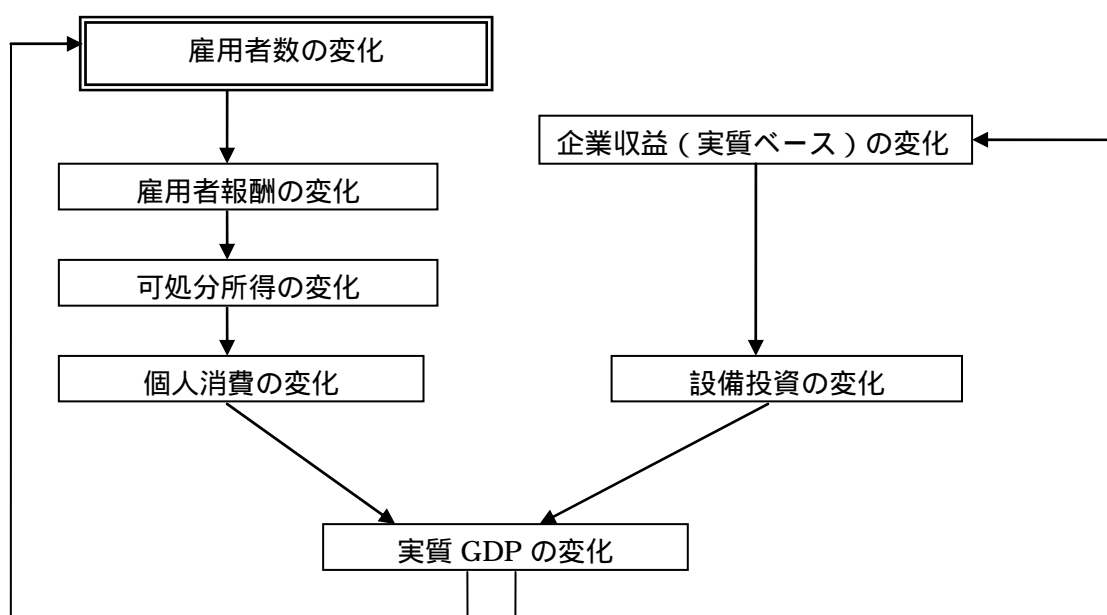 雇用者数の変化
企業収益(実質ベース)の変化
雇用者報酬の変化
可処分所得の変化
個人消費の変化
設備投資の変化
実質 GDP の変化